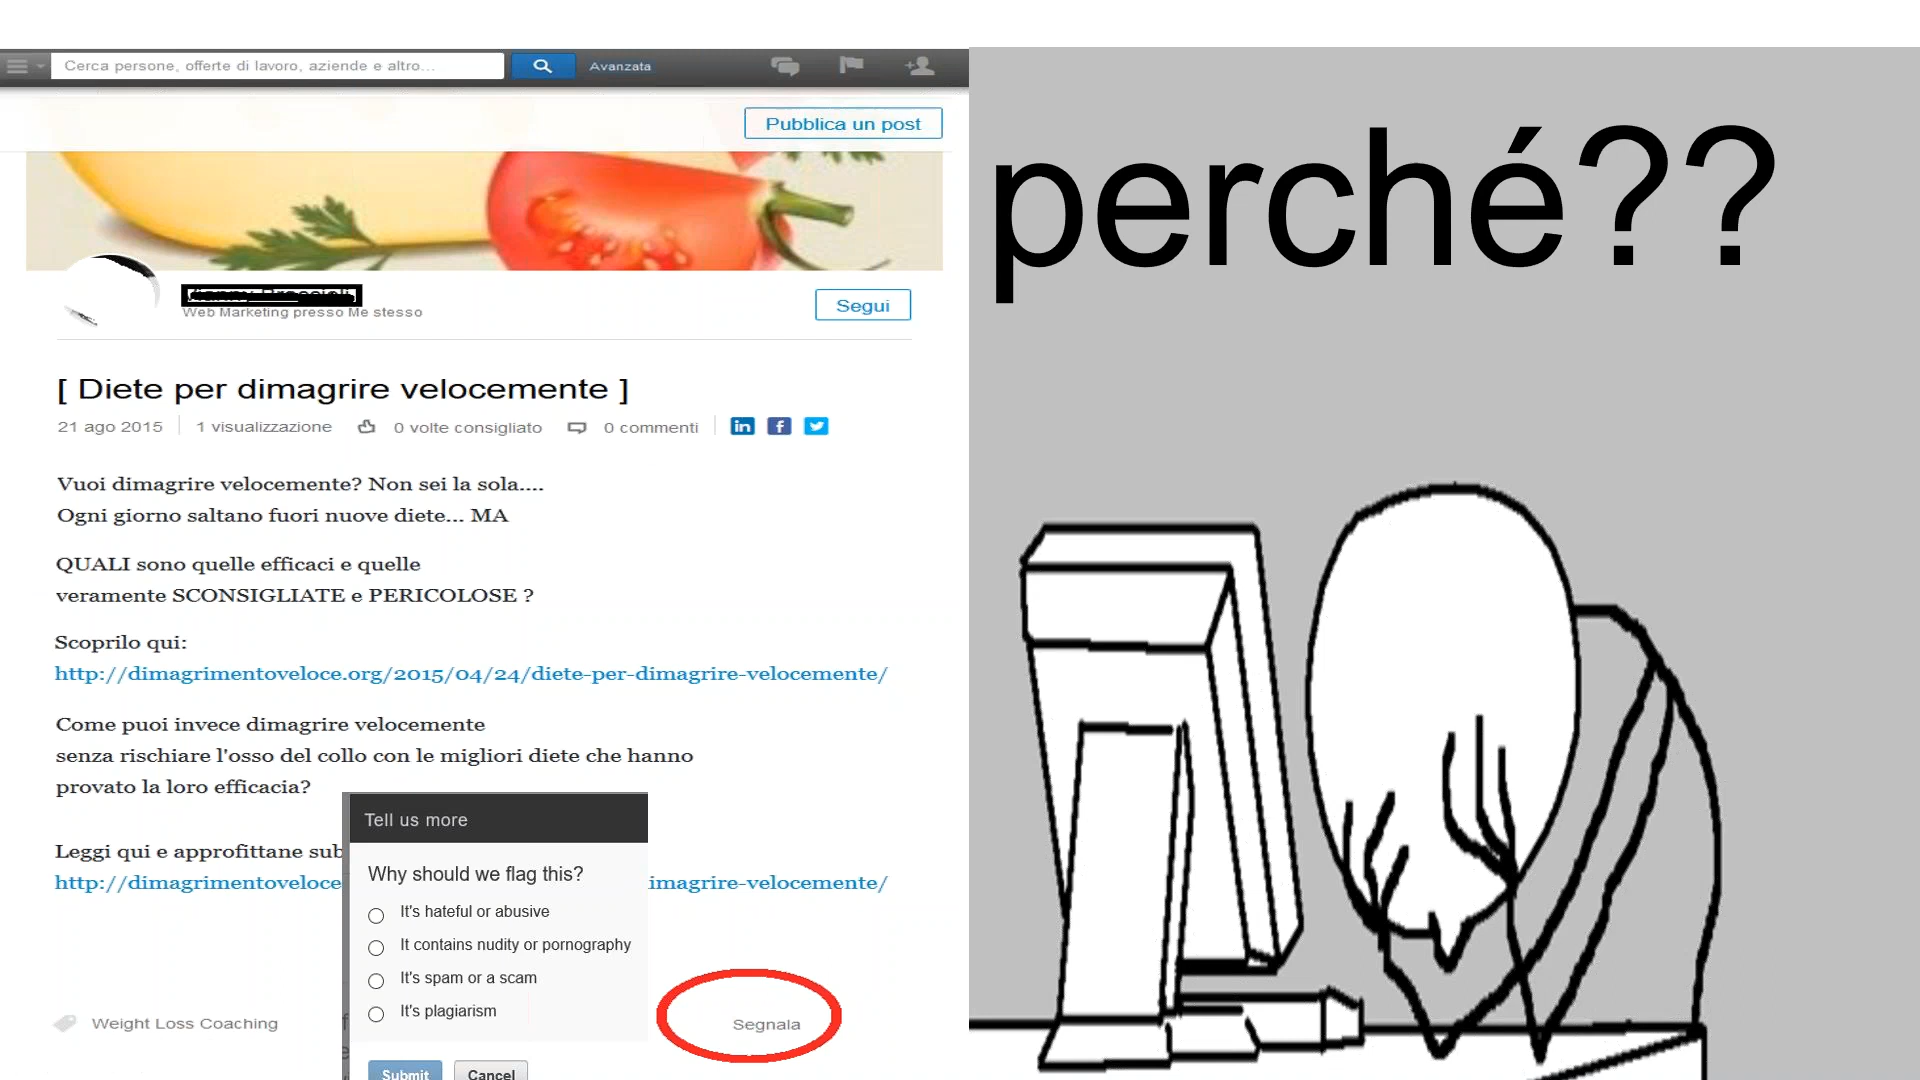 Cerca persone, offerte di lavoro, aziende e altro...
Avanzata
Pubblica un post
Web Marketing presso Me stesso
Segui
[ Diete per dimagrire velocemente ]
21 ago 2015 1 visualizzazione 0 volte consigliato 0 commenti in f
Vuoi dimagrire velocemente? Non sei la sola....
Ogni giorno saltano fuori nuove diete... MA
QUALI sono quelle efficaci e quelle
veramente SCONSIGLIATE e PERICOLOSE ?
Scoprilo qui:
http://dimagrimentoveloce.org/2015/04/24/diete-per-dimagrire-velocemente/
Come puoi invece dimagrire velocemente
senza rischiare l'osso del collo con le migliori diete che hanno
provato la loro efficacia?
Leggi qui e approfittane sub
http://dimagrimentoveloce imagrire-velocemente/
Tell us more
Why should we flag this?
It's hateful or abusive
It contains nudity or pornography
It's spam or a scam
It's plagiarism
Submit Cancel
Weight Loss Coaching
Segnala
perché??